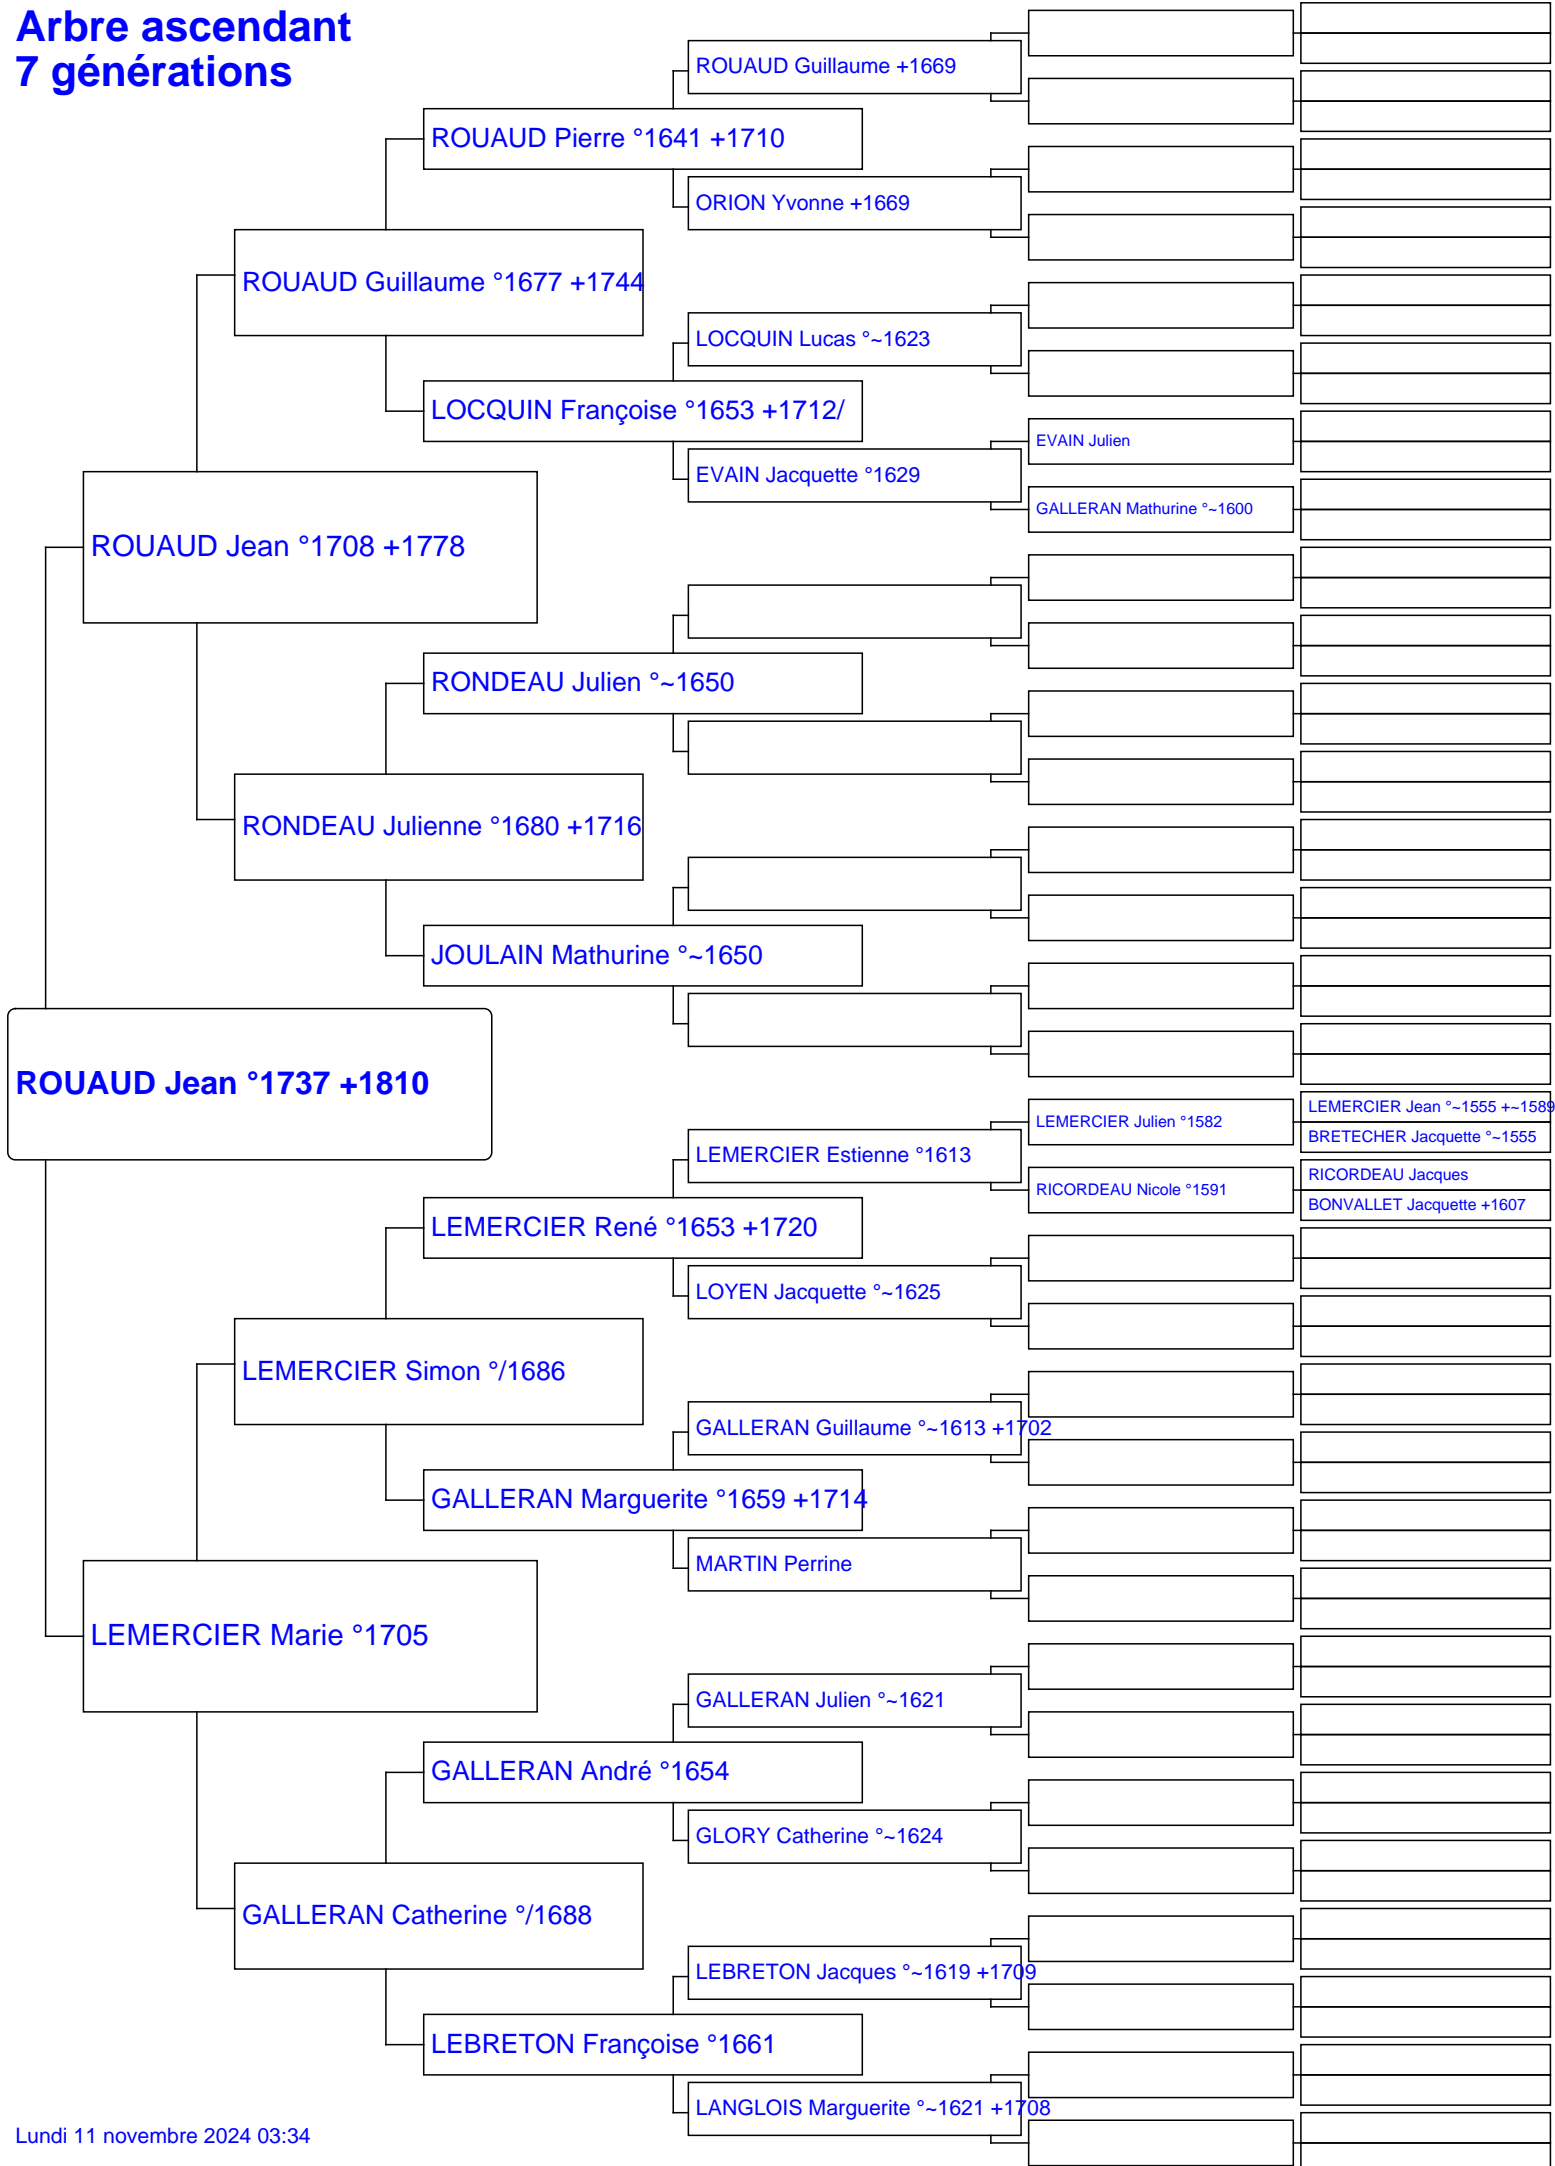 Arbre ascendant
7 générations
ROUAUD Guillaume +1669
ROUAUD Pierre °1641 +1710
ORION Yvonne +1669
ROUAUD Guillaume °1677 +1744
LOCQUIN Lucas °~1623
LOCQUIN Françoise °1653 +1712/
EVAIN Julien
EVAIN Jacquette °1629
GALLERAN Mathurine °~1600
ROUAUD Jean °1708 +1778
RONDEAU Julien °~1650
RONDEAU Julienne °1680 +1716
JOULAIN Mathurine °~1650
ROUAUD Jean °1737 +1810
LEMERCIER Jean °~1555 +~1589
LEMERCIER Julien °1582
BRETECHER Jacquette °~1555
LEMERCIER Estienne °1613
RICORDEAU Jacques
RICORDEAU Nicole °1591
BONVALLET Jacquette +1607
LEMERCIER René °1653 +1720
LOYEN Jacquette °~1625
LEMERCIER Simon °/1686
GALLERAN Guillaume °~1613 +1702
GALLERAN Marguerite °1659 +1714
MARTIN Perrine
LEMERCIER Marie °1705
GALLERAN Julien °~1621
GALLERAN André °1654
GLORY Catherine °~1624
GALLERAN Catherine °/1688
LEBRETON Jacques °~1619 +1709
LEBRETON Françoise °1661
LANGLOIS Marguerite °~1621 +1708
Lundi 11 novembre 2024 03:34